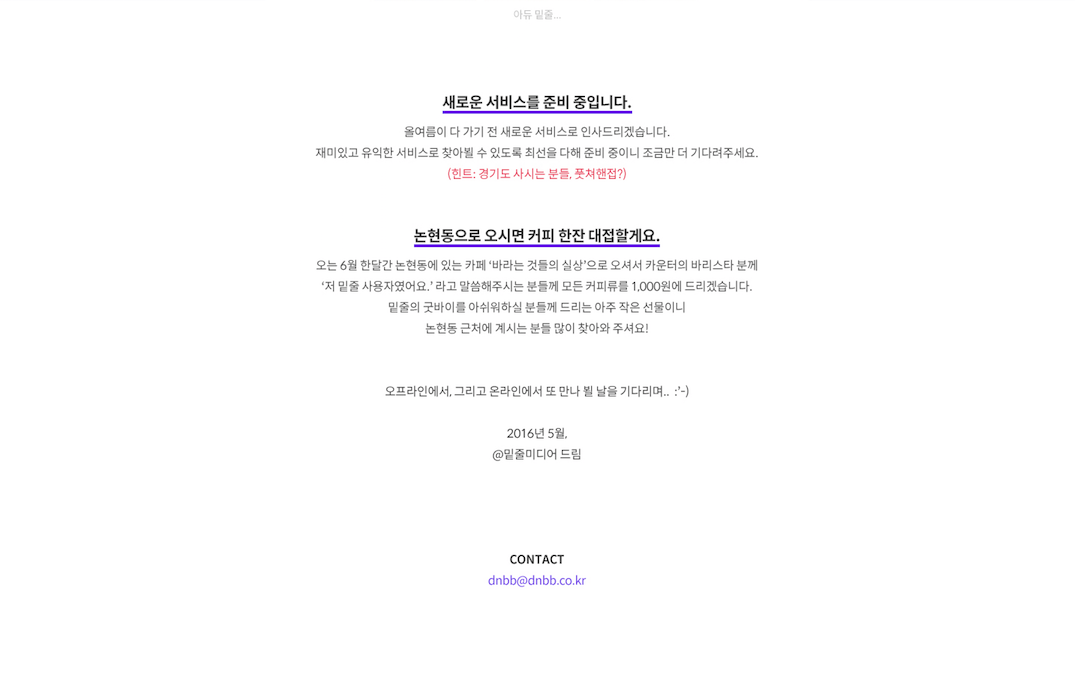 아듀 밑줄...
새로운 서비스를 준비 중입니다.
올여름이 다 가기 전 새로운 서비스로 인사드리겠습니다.
재미있고 유익한 서비스로 찾아뵐 수 있도록 최선을 다해 준비 중이니 조금만 더 기다려주세요.
(힌트: 경기도 사시는 분들, 풋쳐핸접?)
논현동으로 오시면 커피 한잔 대접할게요.
오는 6월 한달간 논현동에 있는 카페 ‘바라는 것들의 실상’으로 오셔서 카운터의 바리스타 분께
‘저 밑줄 사용자였어요.’ 라고 말씀해주시는 분들께 모든 커피류를 1,000원에 드리겠습니다.
밑줄의 굿바이를 아쉬워하실 분들께 드리는 아주 작은 선물이니
논현동 근처에 계시는 분들 많이 찾아와 주셔요!
오프라인에서, 그리고 온라인에서 또 만나 뵐 날을 기다리며.. :’-)
2016년 5월,
@밑줄미디어 드림
CONTACT
dnbb@dnbb.co.kr